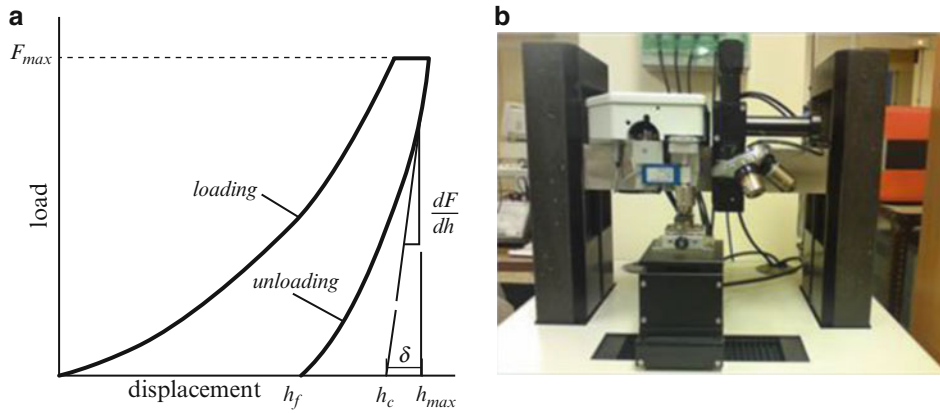 a
F_max
load
loading
unloading
dF
dh
δ
displacement h_f h_c h_max
b